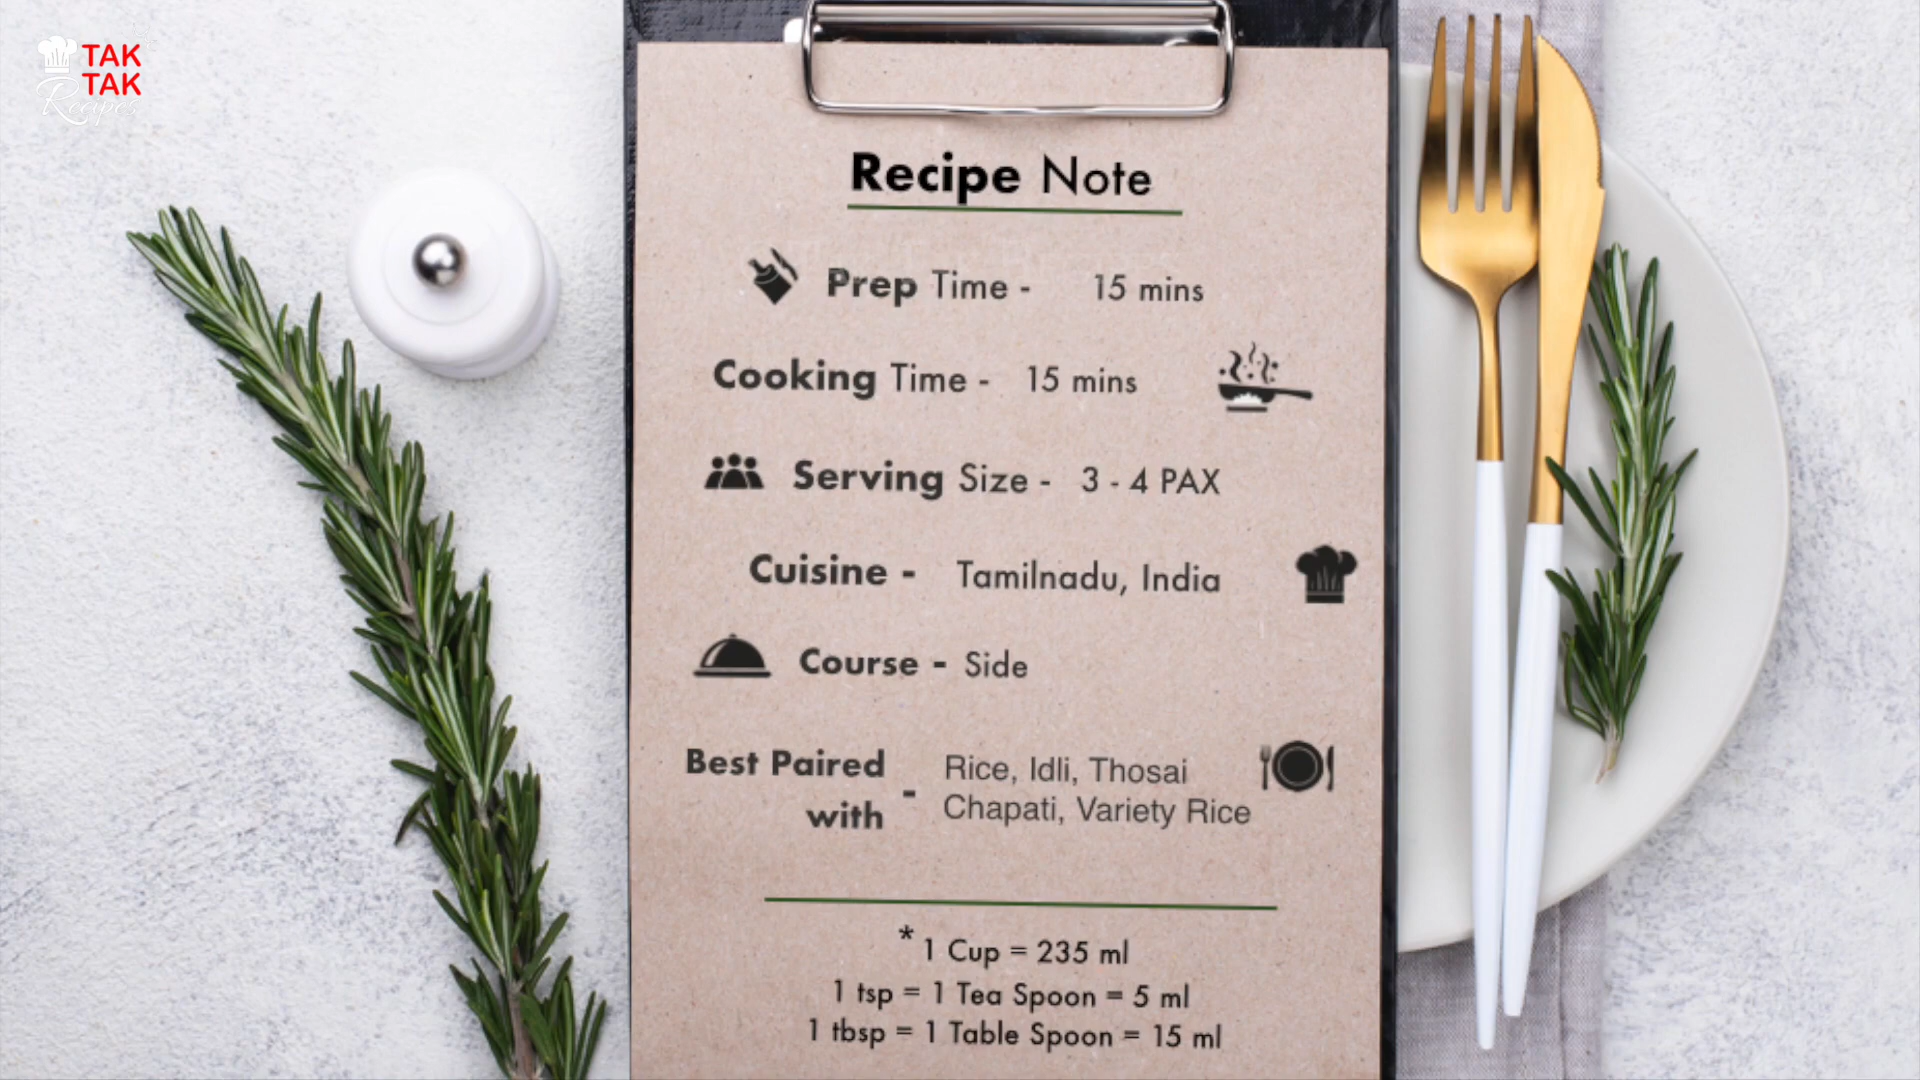 TAK
TAK
Recipes
Recipe Note
Prep Time - 15 mins
Cooking Time - 15 mins
Serving Size - 3 - 4 PAX
Cuisine - Tamilnadu, India
Course - Side
Best Paired with - Rice, Idli, Thosai
Chapati, Variety Rice
* 1 Cup = 235 ml
1 tsp = 1 Tea Spoon = 5 ml
1 tbsp = 1 Table Spoon = 15 ml